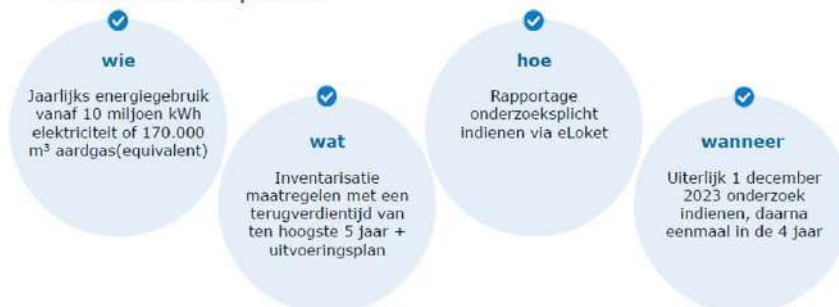 wie
Jaarlijks energiegebruik
vanaf 10 miljoen kWh
elektriciteit of 170.000
m³ aardgas(equivalent)
wat
Inventarisatie
maatregelen met een
terugverdientijd van
ten hoogste 5 jaar +
uitvoeringsplan
hoe
Rapportage
onderzoeksplicht
indienen via eLoket
wanneer
Uiterlijk 1 december
2023 onderzoek
indienen, daarna
eenmaal in de 4 jaar